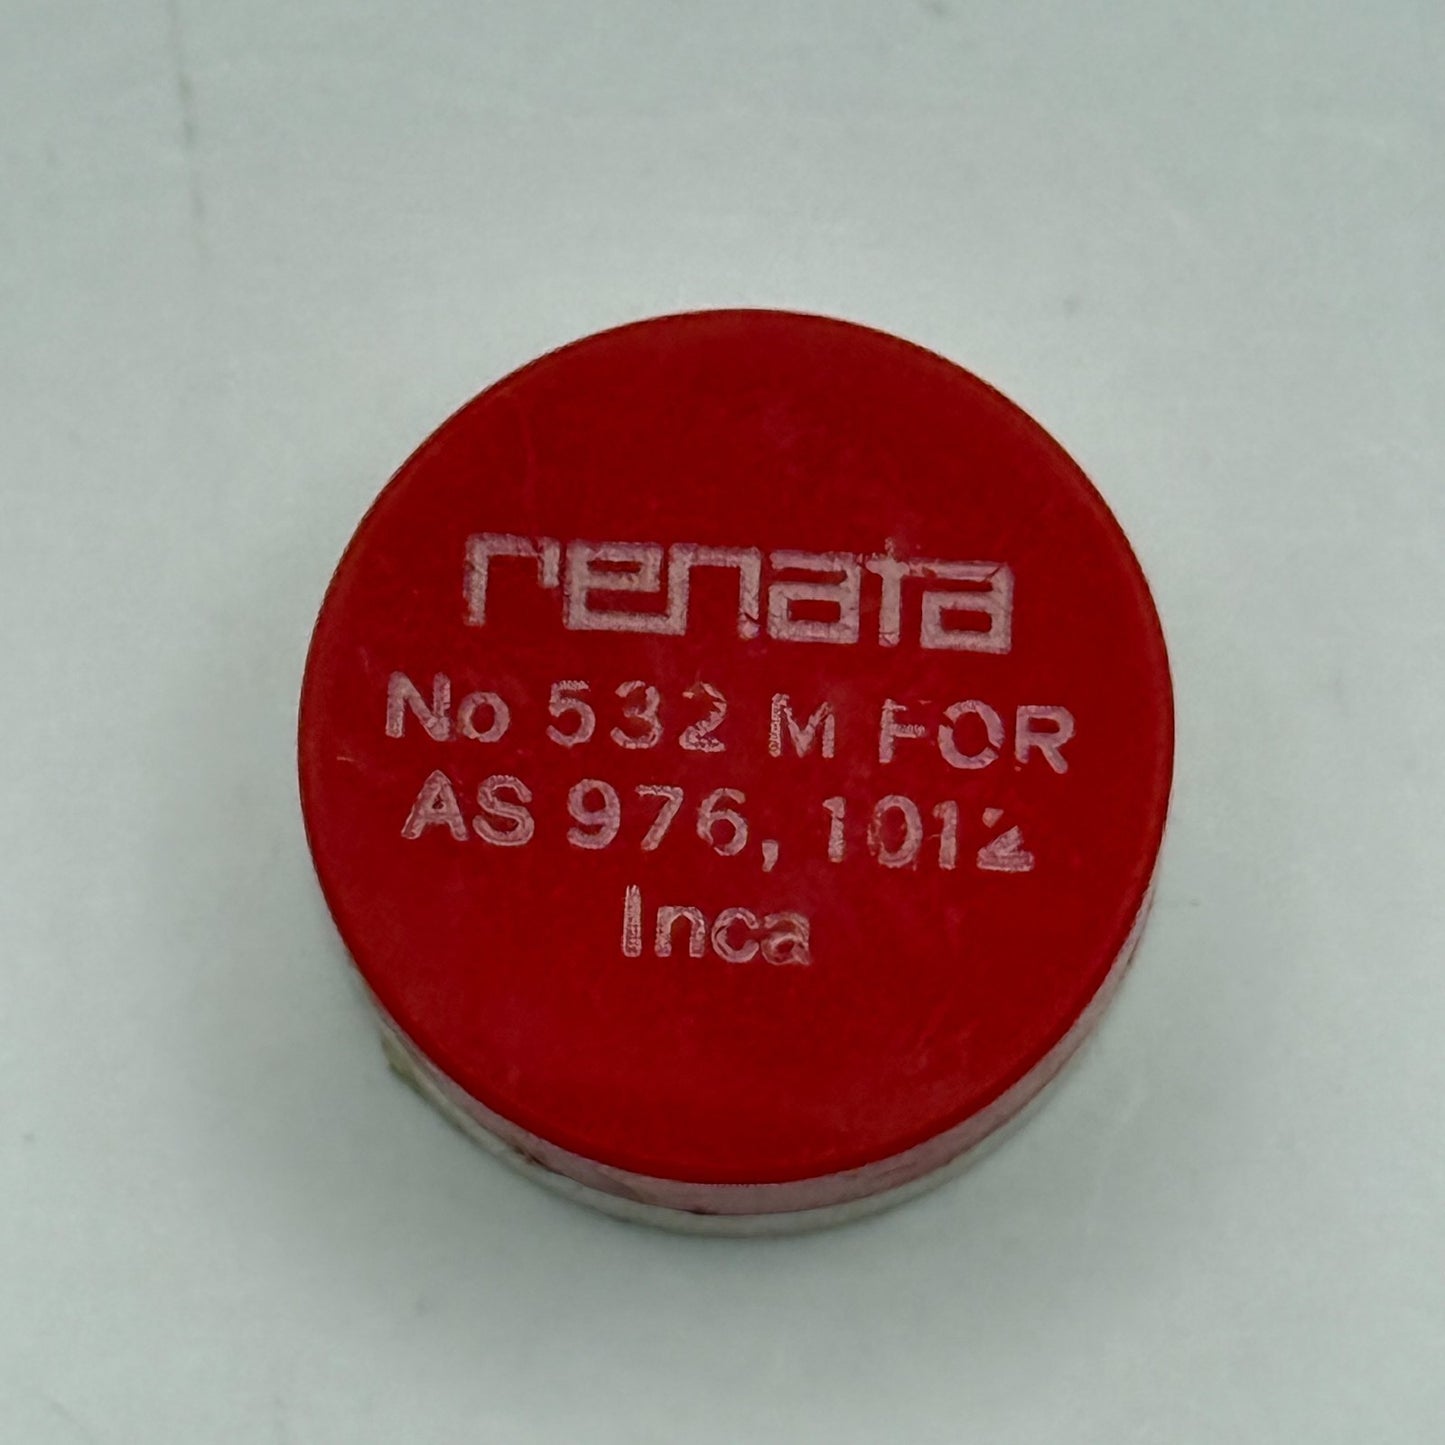 renata
No 532 M FOR
AS 976, 1012
Inca